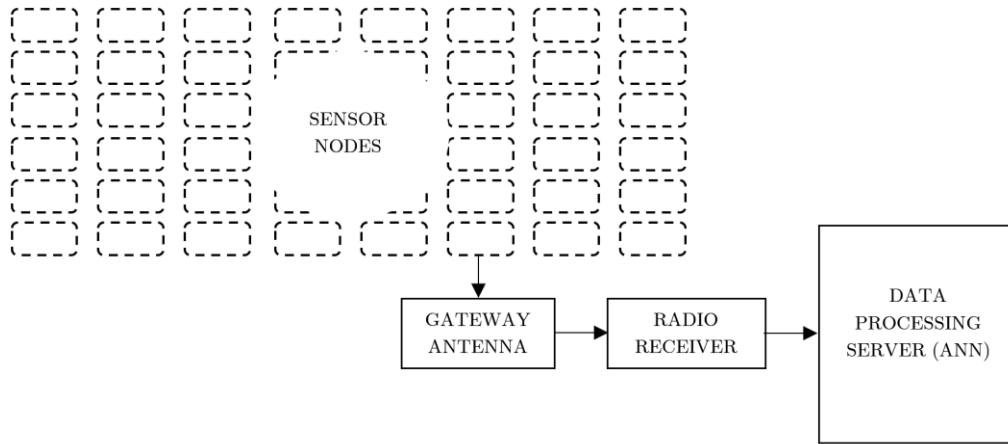 SENSOR
NODES
GATEWAY
ANTENNA
RADIO
RECEIVER
DATA
PROCESSING
SERVER (ANN)